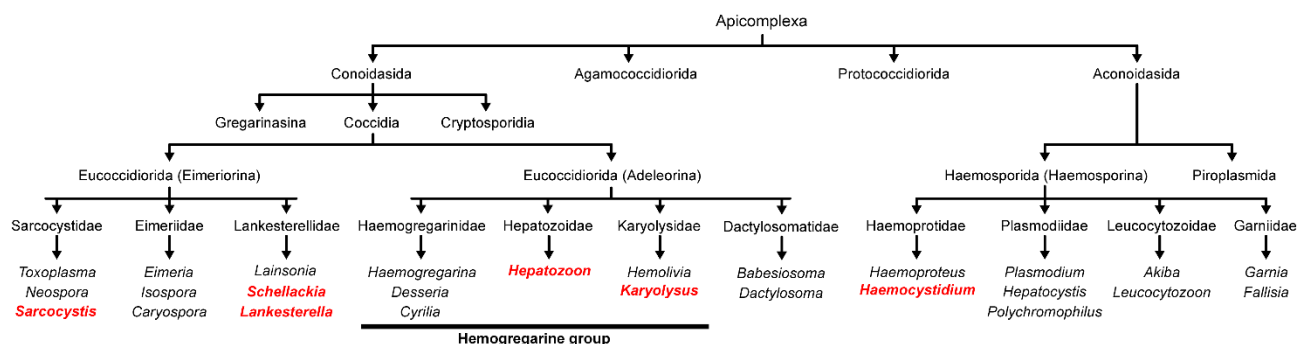 Apicomplexa
Conoidasida Agamococcidiorida Protococcidiorida Aconoidasida
Gregarinasina Coccidia Cryptosporidia
Eucoccidiorida (Eimeriorina) Eucoccidiorida (Adeleorina) Haemosporida (Haemosporina) Piroplasmida
Sarcocystidae Eimeriidae Lankesterellidae Haemogregarinidae Hepatozoidae Karyolysidae Dactylosomatidae Haemoprotidae Plasmodiidae Leucocytozoidae Garniidae
Toxoplasma Eimeria Lainsonia Haemogregarina Hepatozoon Hemolivia Babesiosoma Haemoproteus Plasmodium Akiba Garnia
Neospora Isospora Schellackia Desseria Karyolysus Dactylosoma Haemocystidium Hepatocystis Leucocytozoon Fallisia
Sarcocystis Caryospora Lankesterella Cyrilia Polychromophilus
Hemogregarine group